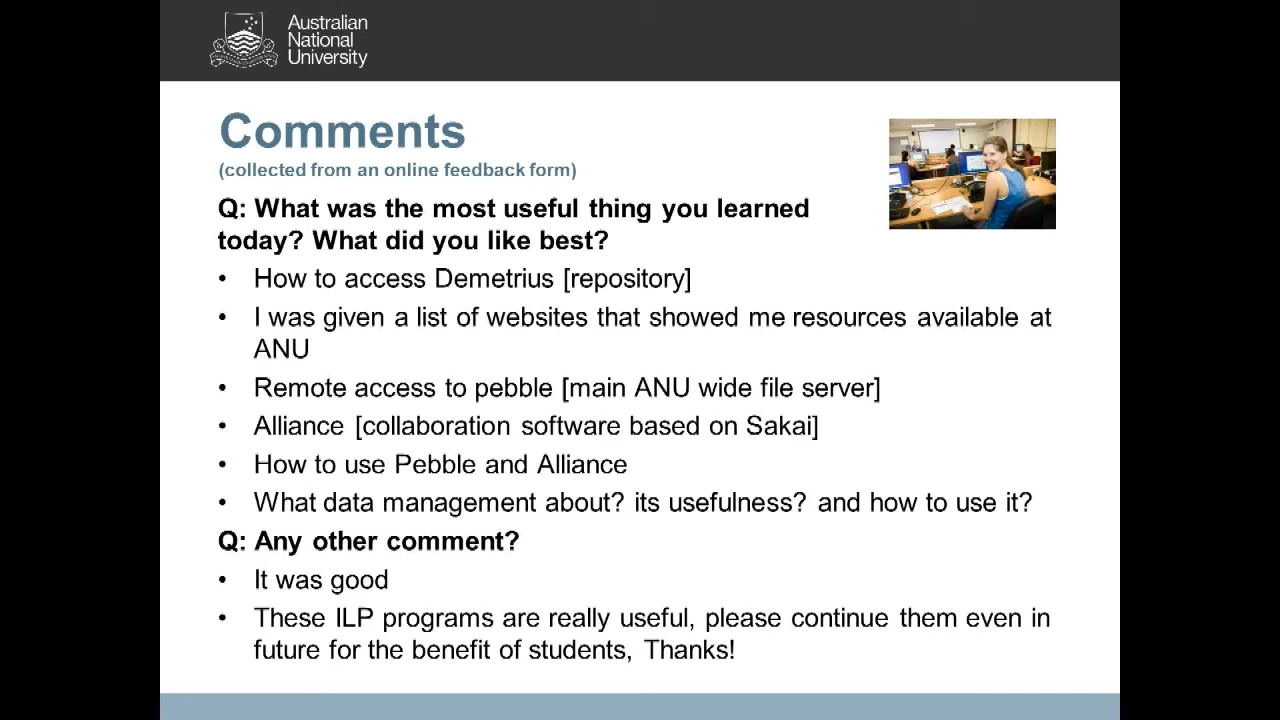 Australian
National
University
Comments
(collected from an online feedback form)
Q: What was the most useful thing you learned
today? What did you like best?
• How to access Demetrius [repository]
• I was given a list of websites that showed me resources available at
ANU
• Remote access to pebble [main ANU wide file server]
• Alliance [collaboration software based on Sakai]
• How to use Pebble and Alliance
• What data management about? its usefulness? and how to use it?
Q: Any other comment?
• It was good
• These ILP programs are really useful, please continue them even in
future for the benefit of students, Thanks!